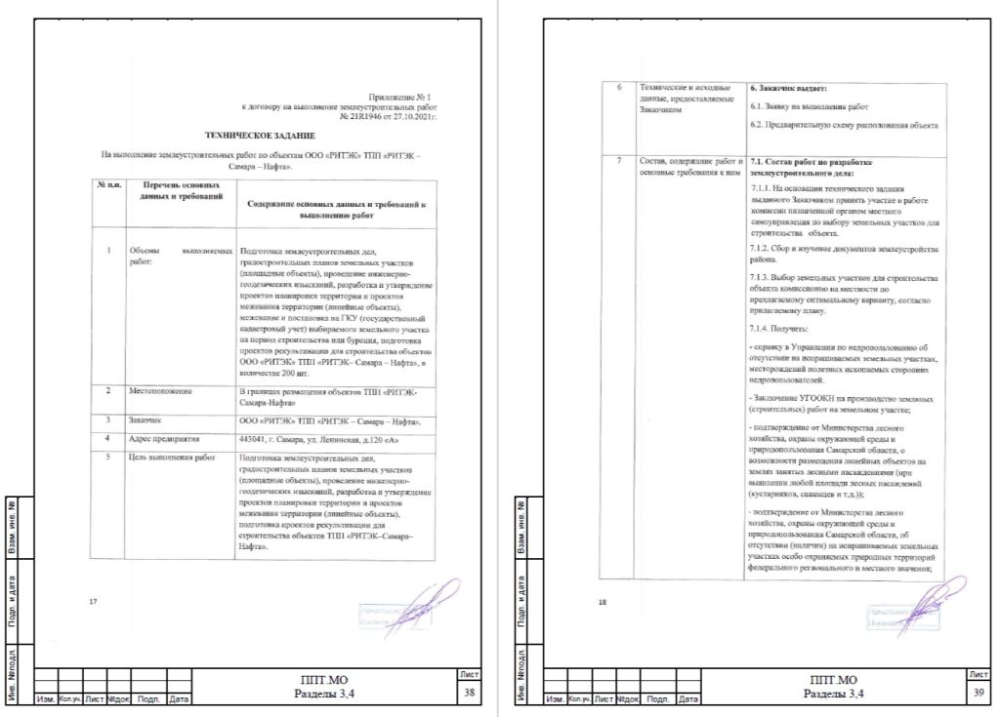 Приложение № 1
к договору на выполнение землеустроительных работ
№ 21R1946 от 27.10.2021г.
ТЕХНИЧЕСКОЕ ЗАДАНИЕ
На выполнение землеустроительных работ по объектам ООО «РИТЭК» ТПП «РИТЭК –
Самара – Нафта».
№ п.п.
Перечень основных
данных и требований
Содержание основных данных и требований к
выполнению работ
1
Объемы выполняемых
работ:
Подготовка землеустроительных дел,
градостроительных планов земельных участков
(площадные объекты), проведение инженерно-
геодезических изысканий, разработка и утверждение
проектов планировки территории и проектов
межевания территории (линейные объекты),
межевание и постановка на ГКУ (государственный
кадастровый учет) выбираемого земельного участка
на период строительства или бурения, подготовка
проектов рекультивации для строительства объектов
ООО «РИТЭК» ТПП «РИТЭК– Самара – Нафта», в
количестве 200 шт.
2
Местоположение
В границах размещения объектов ТПП «РИТЭК-
Самара-Нафта»
3
Заказчик
ООО «РИТЭК» ТПП «РИТЭК – Самара – Нафта».
4
Адрес предприятия
443041, г. Самара, ул. Ленинская, д.120 «А»
5
Цель выполнения работ
Подготовка землеустроительных дел,
градостроительных планов земельных участков
(площадные объекты), проведение инженерно-
геодезических изысканий, разработка и утверждение
проектов планировки территории и проектов
межевания территории (линейные объекты),
подготовка проектов рекультивации для
строительства объектов ТПП «РИТЭК–Самара–
Нафта».
17
Взам. инв. №
Подп. и дата
Инв. №подл.
Изм. Кол.уч. Лист №док. Подп. Дата
ППТ.МО
Разделы 3,4
Лист
38
6
Технические и исходные
данные, предоставляемые
Заказчиком
6. Заказчик выдает:
6.1. Заявку на выполнения работ
6.2. Предварительную схему расположения объекта
7
Состав, содержание работ и
основные требования к ним
7.1. Состав работ по разработке
землеустроительного дела:
7.1.1. На основании технического задания
выданного Заказчиком принять участие в работе
комиссии назначенной органом местного
самоуправления по выбору земельных участков для
строительства объекта.
7.1.2. Сбор и изучение документов землеустройства
района.
7.1.3. Выбор земельных участков для строительства
объекта комиссионно на местности по
предлагаемому оптимальному варианту, согласно
прилагаемому плану.
7.1.4. Получить:
- справку в Управлении по недропользованию об
отсутствии на испрашиваемых земельных участках,
месторождений полезных ископаемых сторонних
недропользователей.
- Заключение УГООКН на производство земляных
(строительных) работ на земельном участке;
- подтверждение от Министерства лесного
хозяйства, охраны окружающей среды и
природопользования Самарской области, о
возможности размещения линейных объектов на
землях занятых лесными насаждениями (при
выявлении любой площади лесных насаждений
(кустарников, саженцев и т.д.));
- подтверждение от Министерства лесного
хозяйства, охраны окружающей среды и
природопользования Самарской области, об
отсутствии (наличии) на испрашиваемых земельных
участках особо охраняемых природных территорий
федерального регионального и местного значения;
18
Взам. инв. №
Подп. и дата
Инв. №подл.
Изм. Кол.уч. Лист №док. Подп. Дата
ППТ.МО
Разделы 3,4
Лист
39